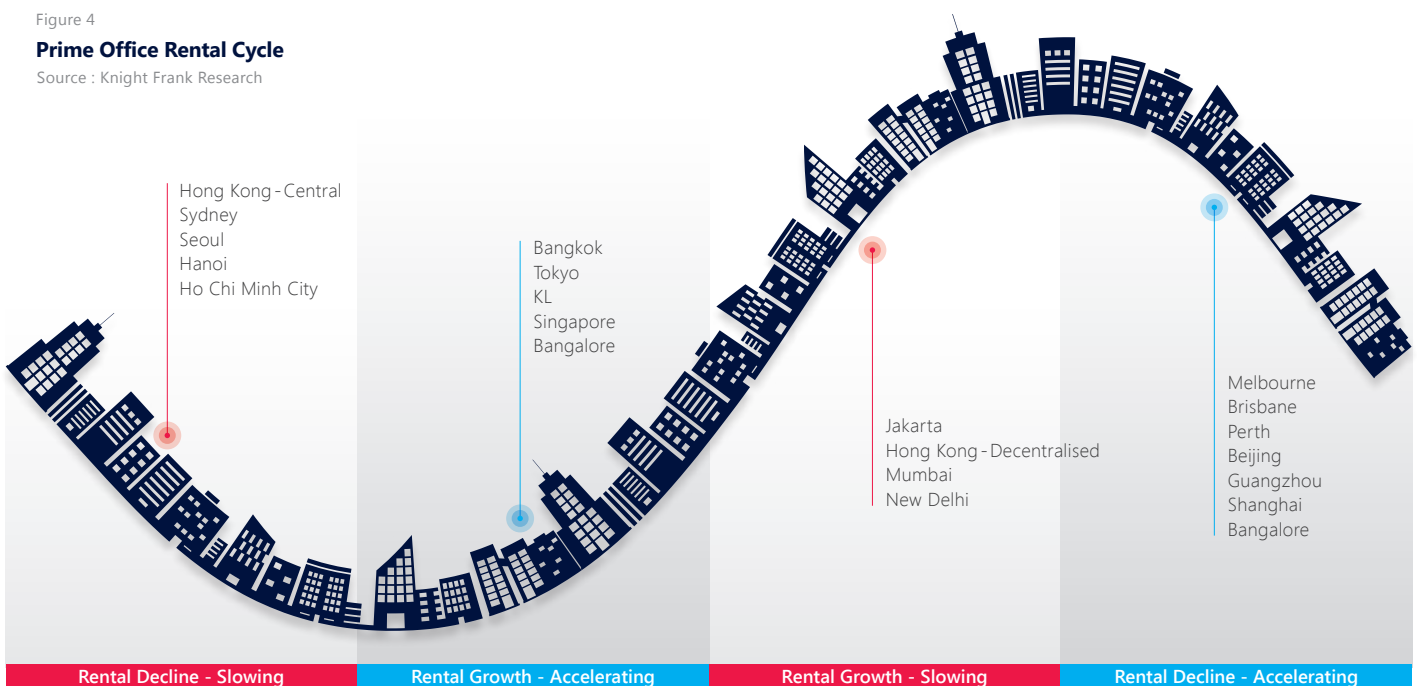 Figure 4
Prime Office Rental Cycle
Source : Knight Frank Research
Hong Kong - Central
Sydney
Seoul
Hanoi
Ho Chi Minh City
Bangkok
Tokyo
KL
Singapore
Bangalore
Jakarta
Hong Kong - Decentralised
Mumbai
New Delhi
Melbourne
Brisbane
Perth
Beijing
Guangzhou
Shanghai
Bangalore
Rental Decline - Slowing
Rental Growth - Accelerating
Rental Growth - Slowing
Rental Decline - Accelerating